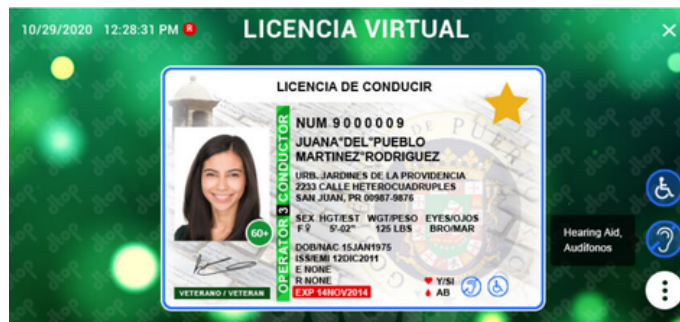 10/29/2020 12:28:31 PM R
LICENCIA VIRTUAL
LICENCIA DE CONDUCIR
OPERATOR 3 CONDUCTOR
NUM 9000009
JUANA*DEL*PUEBLO
MARTINEZ*RODRIGUEZ
URB. JARDINES DE LA PROVIDENCIA
2233 CALLE HETEROCUADRUPLES
SAN JUAN, PR 00987-9876
SEX HGT/EST WGT/PESO EYES/OJOS
F♀ 5'-02" 125 LBS BRO/MAR
60+
DOB/NAC 15JAN1975
ISS/EMI 12DIC2011
E NONE
R NONE
EXP 14NOV2014
Y/SI
AB
VETERANO / VETERAN
Hearing Aid,
Audífonos